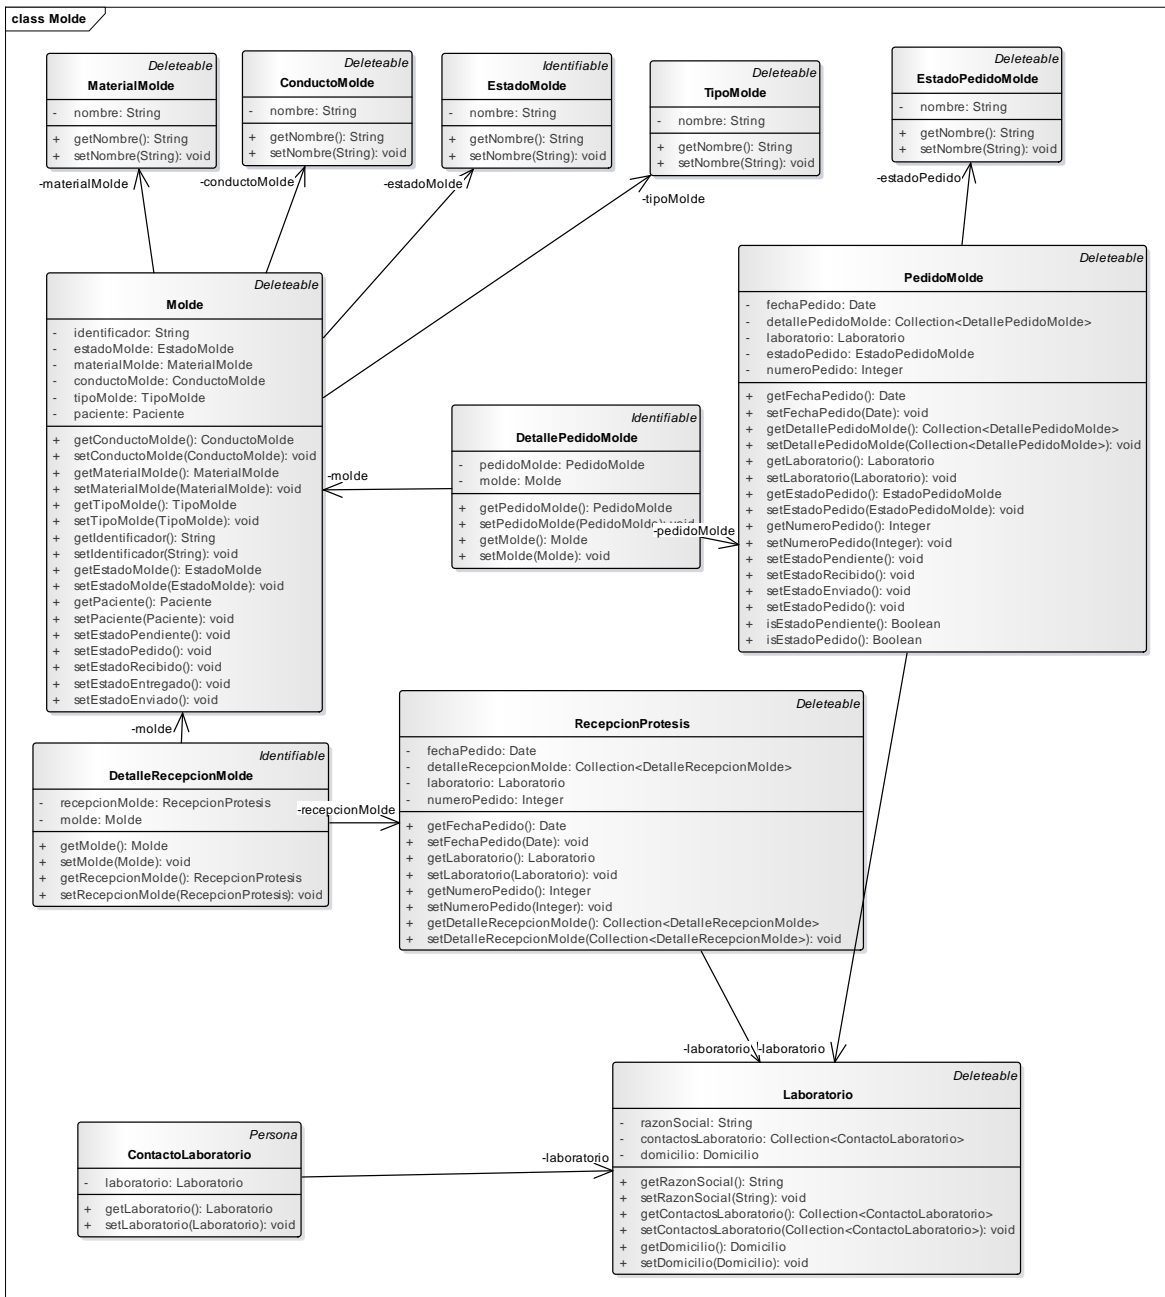 class Molde
Deleteable
MaterialMolde
- nombre: String
+ getNombre(): String
+ setNombre(String): void
Deleteable
ConductoMolde
- nombre: String
+ getNombre(): String
+ setNombre(String): void
Identifiable
EstadoMolde
- nombre: String
+ getNombre(): String
+ setNombre(String): void
Deleteable
TipoMolde
- nombre: String
+ getNombre(): String
+ setNombre(String): void
Deleteable
EstadoPedidoMolde
- nombre: String
+ getNombre(): String
+ setNombre(String): void
-materialMolde
-conductoMolde
-estadoMolde
-tipoMolde
-estadoPedido
Deleteable
Molde
- identificador: String
- estadoMolde: EstadoMolde
- materialMolde: MaterialMolde
- conductoMolde: ConductoMolde
- tipoMolde: TipoMolde
- paciente: Paciente
+ getConductoMolde(): ConductoMolde
+ setConductoMolde(ConductoMolde): void
+ getMaterialMolde(): MaterialMolde
+ setMaterialMolde(MaterialMolde): void
+ getTipoMolde(): TipoMolde
+ setTipoMolde(TipoMolde): void
+ getIdentificador(): String
+ setIdentificador(String): void
+ getEstadoMolde(): EstadoMolde
+ setEstadoMolde(EstadoMolde): void
+ getPaciente(): Paciente
+ setPaciente(Paciente): void
+ setEstadoPendiente(): void
+ setEstadoPedido(): void
+ setEstadoRecibido(): void
+ setEstadoEntregado(): void
+ setEstadoEnviado(): void
Deleteable
PedidoMolde
- fechaPedido: Date
- detallePedidoMolde: Collection<DetallePedidoMolde>
- laboratorio: Laboratorio
- estadoPedido: EstadoPedidoMolde
- numeroPedido: Integer
+ getFechaPedido(): Date
+ setFechaPedido(Date): void
+ getDetallePedidoMolde(): Collection<DetallePedidoMolde>
+ setDetallePedidoMolde(Collection<DetallePedidoMolde>): void
+ getLaboratorio(): Laboratorio
+ setLaboratorio(Laboratorio): void
+ getEstadoPedido(): EstadoPedidoMolde
+ setEstadoPedido(EstadoPedidoMolde): void
+ getNumeroPedido(): Integer
+ setNumeroPedido(Integer): void
+ setEstadoPendiente(): void
+ setEstadoRecibido(): void
+ setEstadoEnviado(): void
+ setEstadoPedido(): void
+ isEstadoPendiente(): Boolean
+ isEstadoPedido(): Boolean
Identifiable
DetallePedidoMolde
- pedidoMolde: PedidoMolde
- molde: Molde
+ getPedidoMolde(): PedidoMolde
+ setPedidoMolde(PedidoMolde): void
+ getMolde(): Molde
+ setMolde(Molde): void
-molde
-pedidoMolde
-molde
Identifiable
DetalleRecepcionMolde
- recepcionMolde: RecepcionProtesis
- molde: Molde
+ getMolde(): Molde
+ setMolde(Molde): void
+ getRecepcionMolde(): RecepcionProtesis
+ setRecepcionMolde(RecepcionProtesis): void
-recepcionMolde
Deleteable
RecepcionProtesis
- fechaPedido: Date
- detalleRecepcionMolde: Collection<DetalleRecepcionMolde>
- laboratorio: Laboratorio
- numeroPedido: Integer
+ getFechaPedido(): Date
+ setFechaPedido(Date): void
+ getLaboratorio(): Laboratorio
+ setLaboratorio(Laboratorio): void
+ getNumeroPedido(): Integer
+ setNumeroPedido(Integer): void
+ getDetalleRecepcionMolde(): Collection<DetalleRecepcionMolde>
+ setDetalleRecepcionMolde(Collection<DetalleRecepcionMolde>): void
-laboratorio
-laboratorio
Deleteable
Laboratorio
- razonSocial: String
- contactosLaboratorio: Collection<ContactoLaboratorio>
- domicilio: Domicilio
+ getRazonSocial(): String
+ setRazonSocial(String): void
+ getContactosLaboratorio(): Collection<ContactoLaboratorio>
+ setContactosLaboratorio(Collection<ContactoLaboratorio>): void
+ getDomicilio(): Domicilio
+ setDomicilio(Domicilio): void
Persona
ContactoLaboratorio
- laboratorio: Laboratorio
+ getLaboratorio(): Laboratorio
+ setLaboratorio(Laboratorio): void
-laboratorio